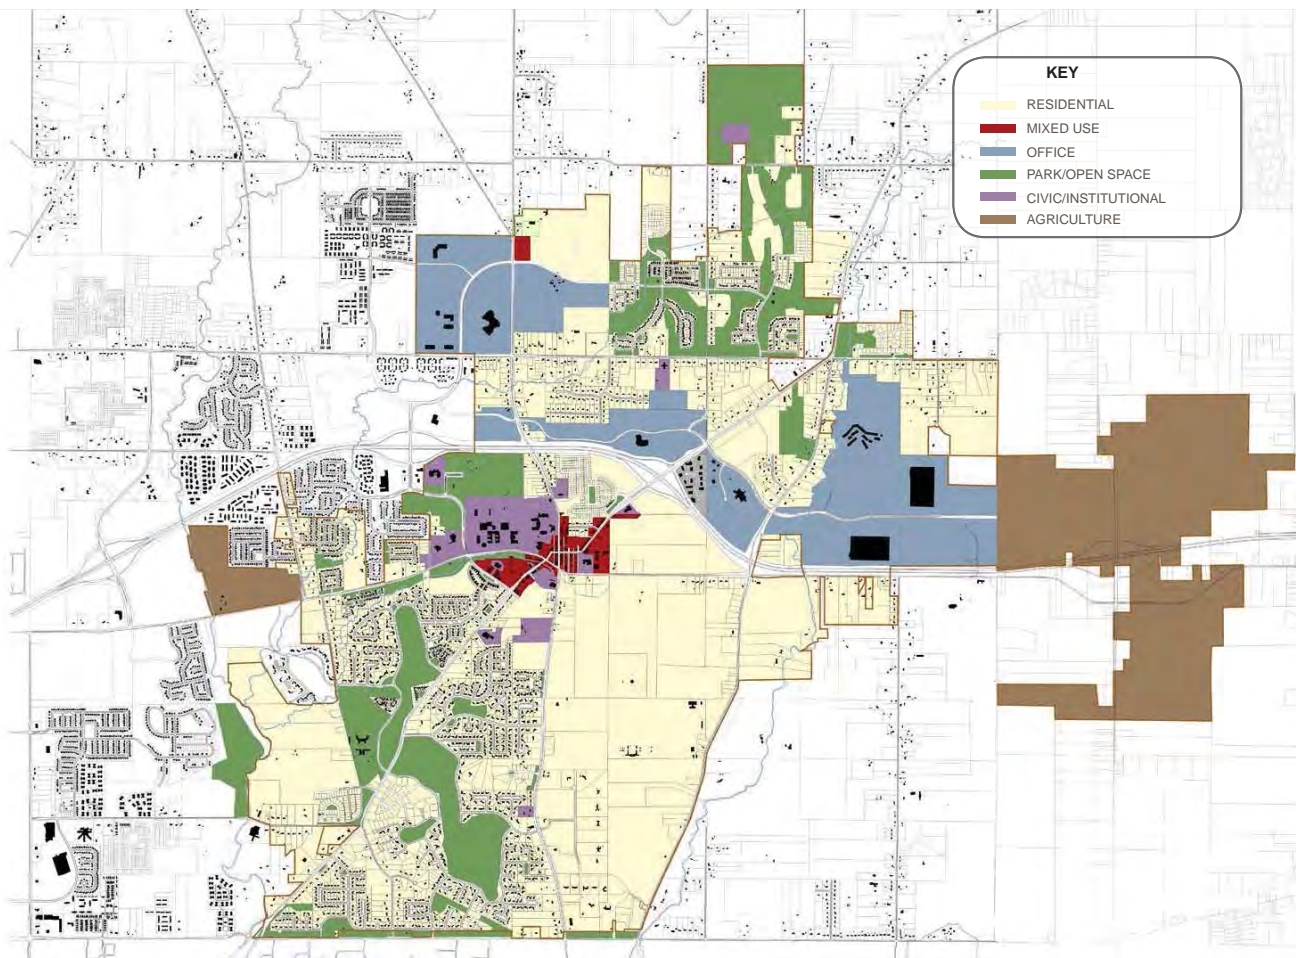 KEY
RESIDENTIAL
MIXED USE
OFFICE
PARK/OPEN SPACE
CIVIC/INSTITUTIONAL
AGRICULTURE